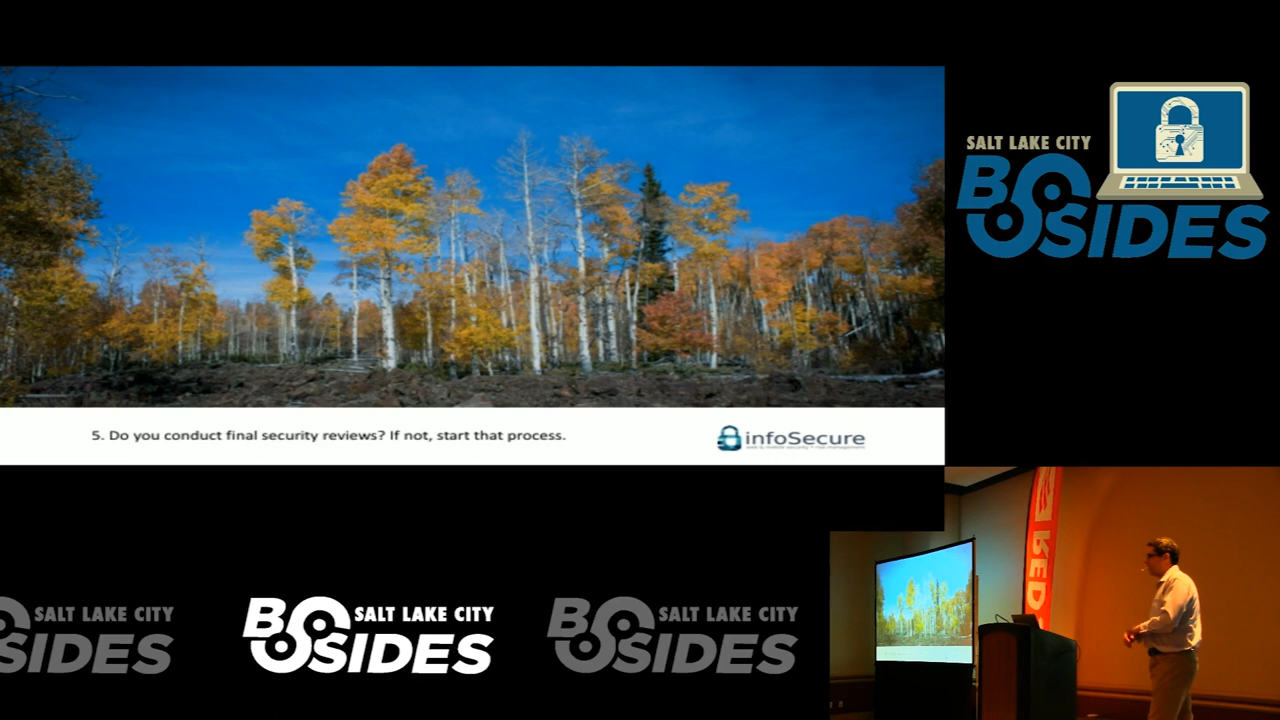 SALT LAKE CITY
BSIDES
5. Do you conduct final security reviews? If not, start that process.
infoSecure
RED
SALT LAKE CITY
SIDES
SALT LAKE CITY
BSIDES
SALT LAKE CITY
BSIDES